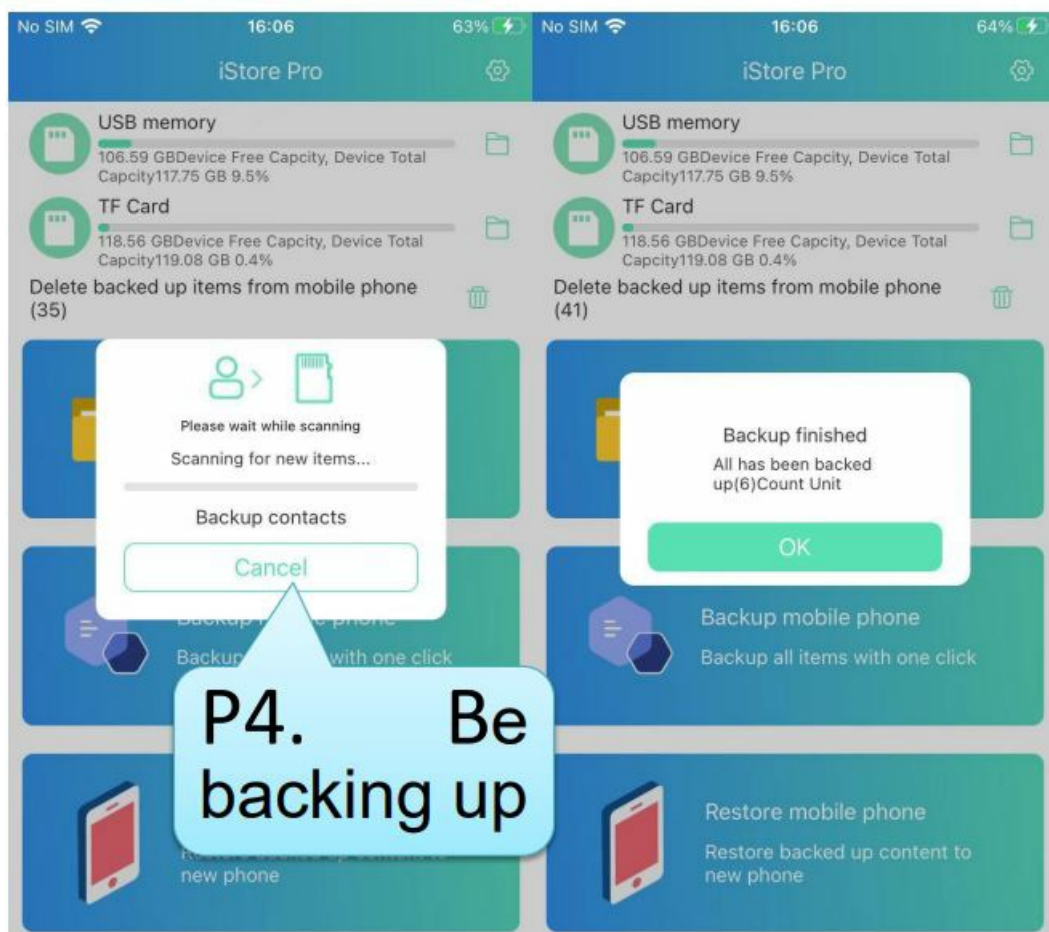 No SIM 16:06 63%
iStore Pro
USB memory
106.59 GBDevice Free Capcity, Device Total
Capcity117.75 GB 9.5%
TF Card
118.56 GBDevice Free Capcity, Device Total
Capcity119.08 GB 0.4%
Delete backed up items from mobile phone
(35)
Please wait while scanning
Scanning for new items...
Backup contacts
Cancel
Backup mobile phone
Backup with one click
P4. Be
backing up
new phone
No SIM 16:06 64%
iStore Pro
USB memory
106.59 GBDevice Free Capcity, Device Total
Capcity117.75 GB 9.5%
TF Card
118.56 GBDevice Free Capcity, Device Total
Capcity119.08 GB 0.4%
Delete backed up items from mobile phone
(41)
Backup finished
All has been backed
up(6)Count Unit
OK
Backup mobile phone
Backup all items with one click
Restore mobile phone
Restore backed up content to
new phone